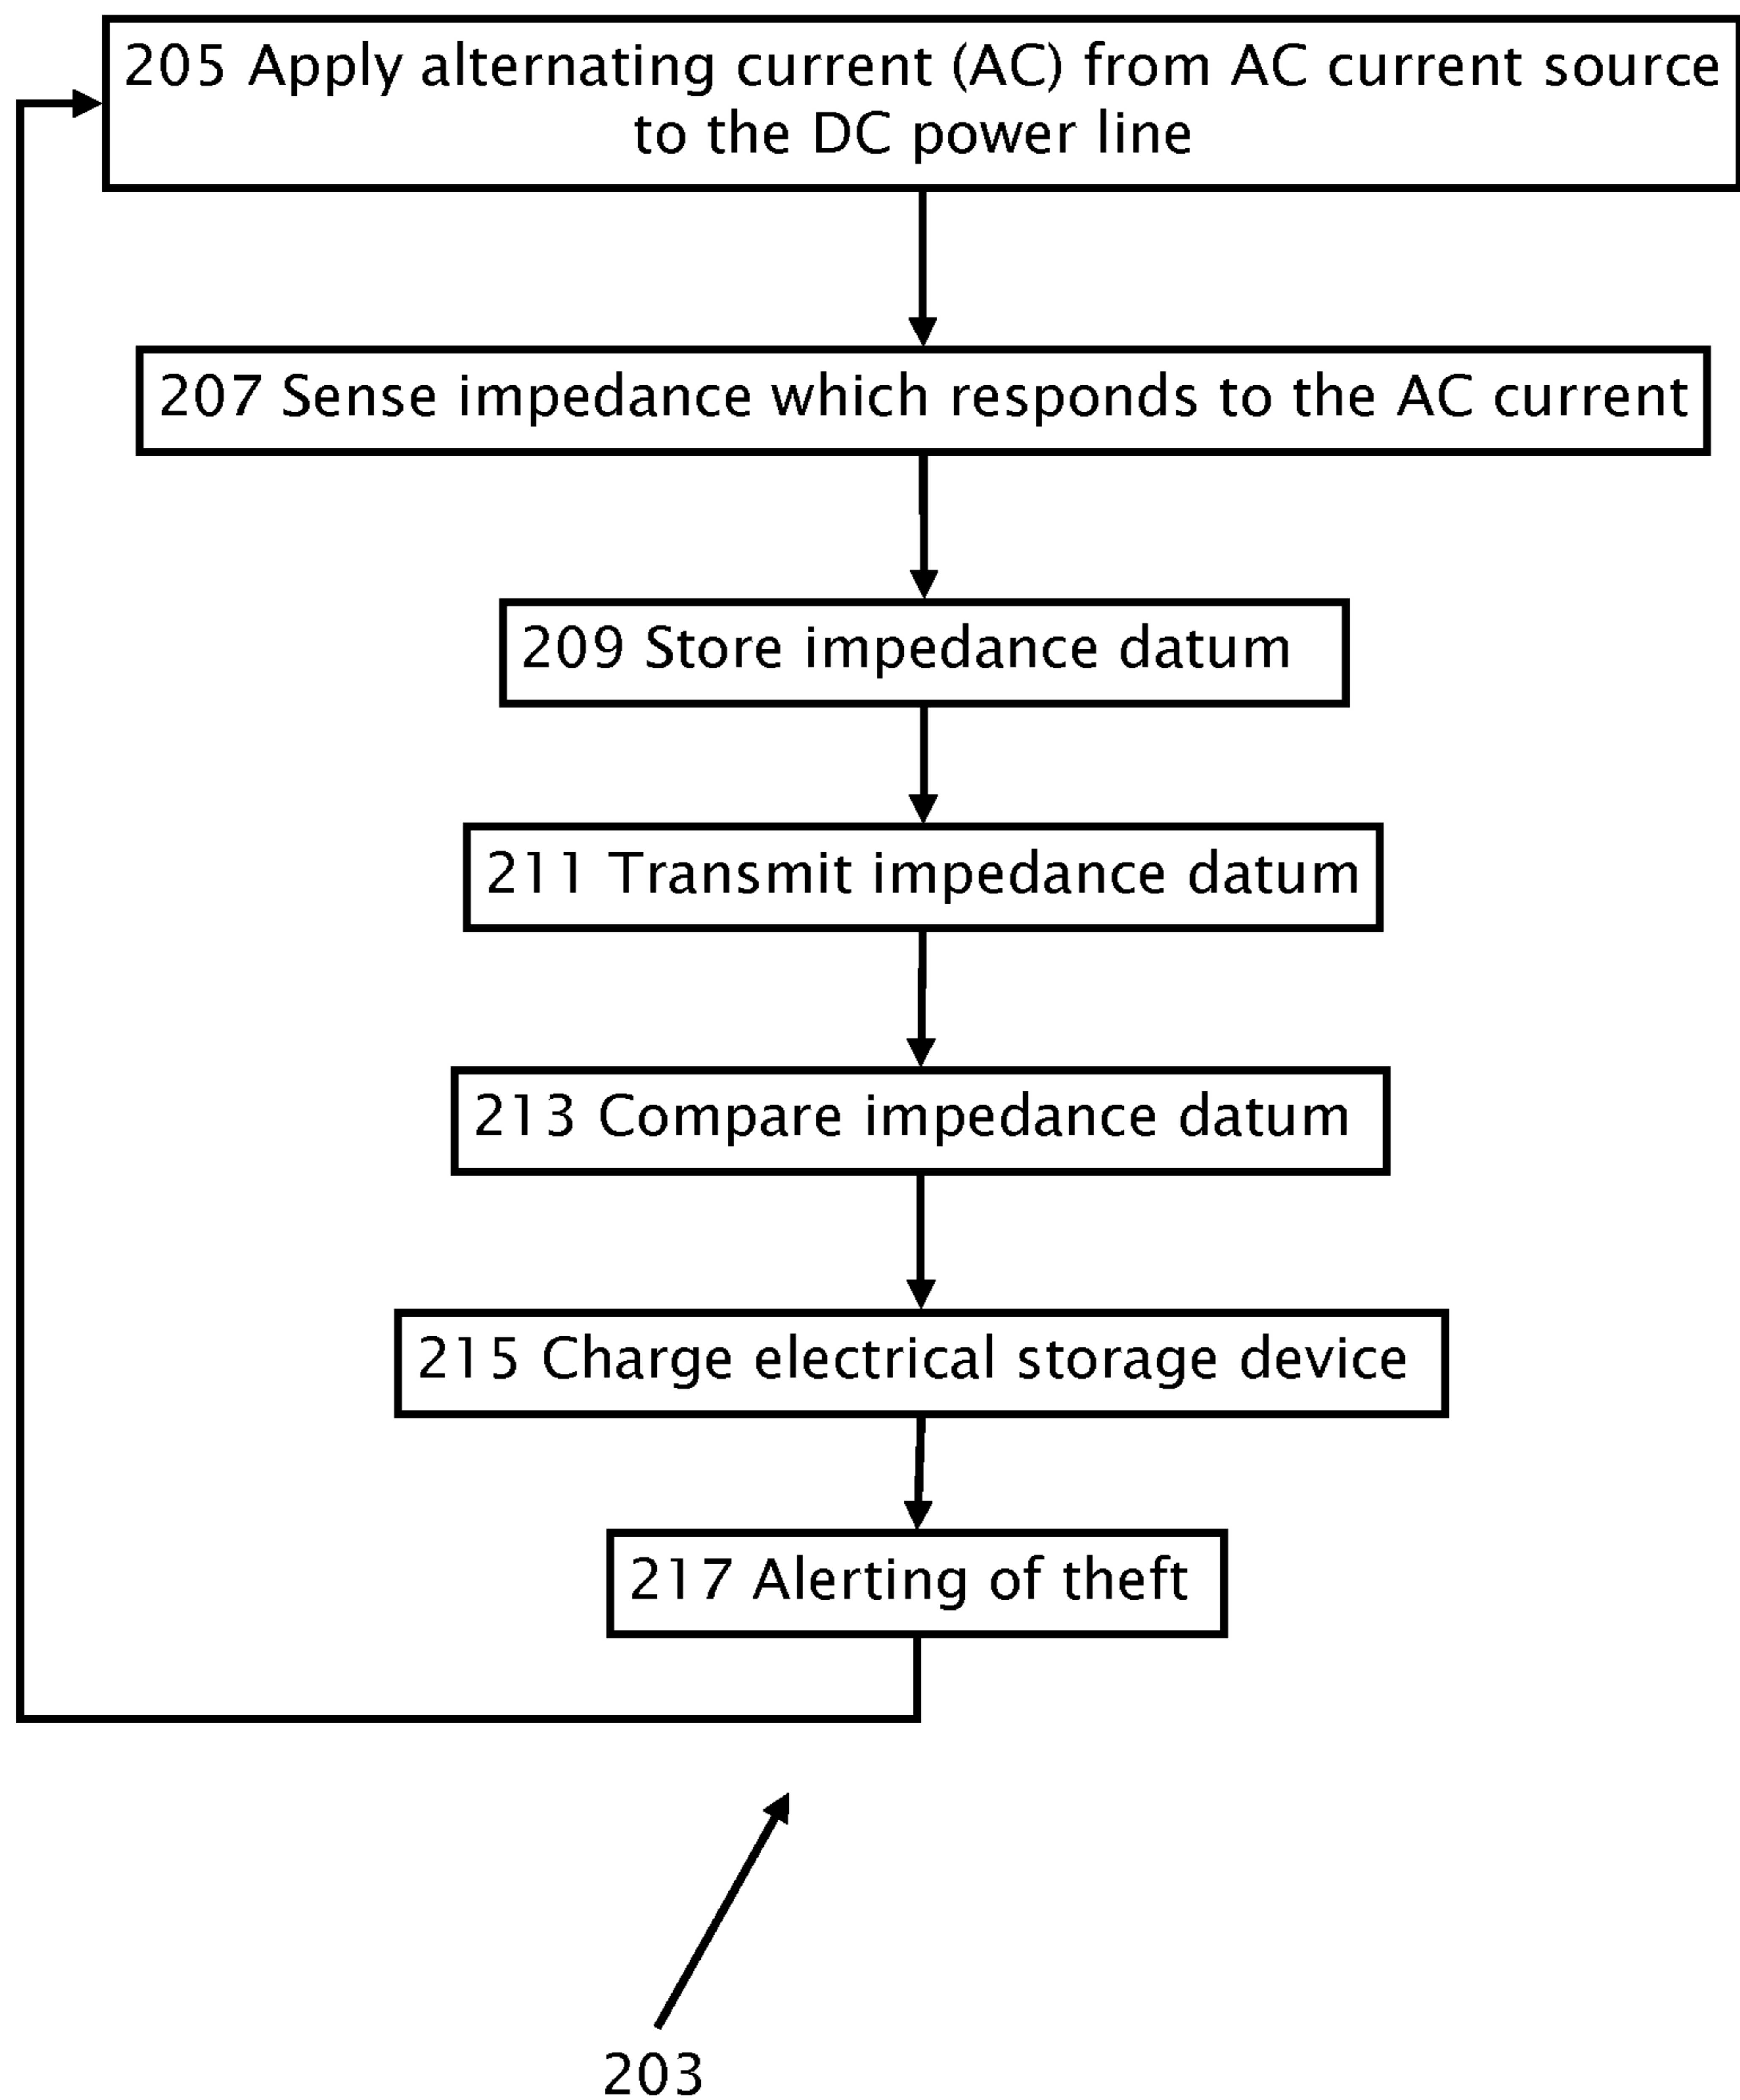 205 Apply alternating current (AC) from AC current source
to the DC power line
207 Sense impedance which responds to the AC current
209 Store impedance datum
211 Transmit impedance datum
213 Compare impedance datum
215 Charge electrical storage device
217 Alerting of theft
203